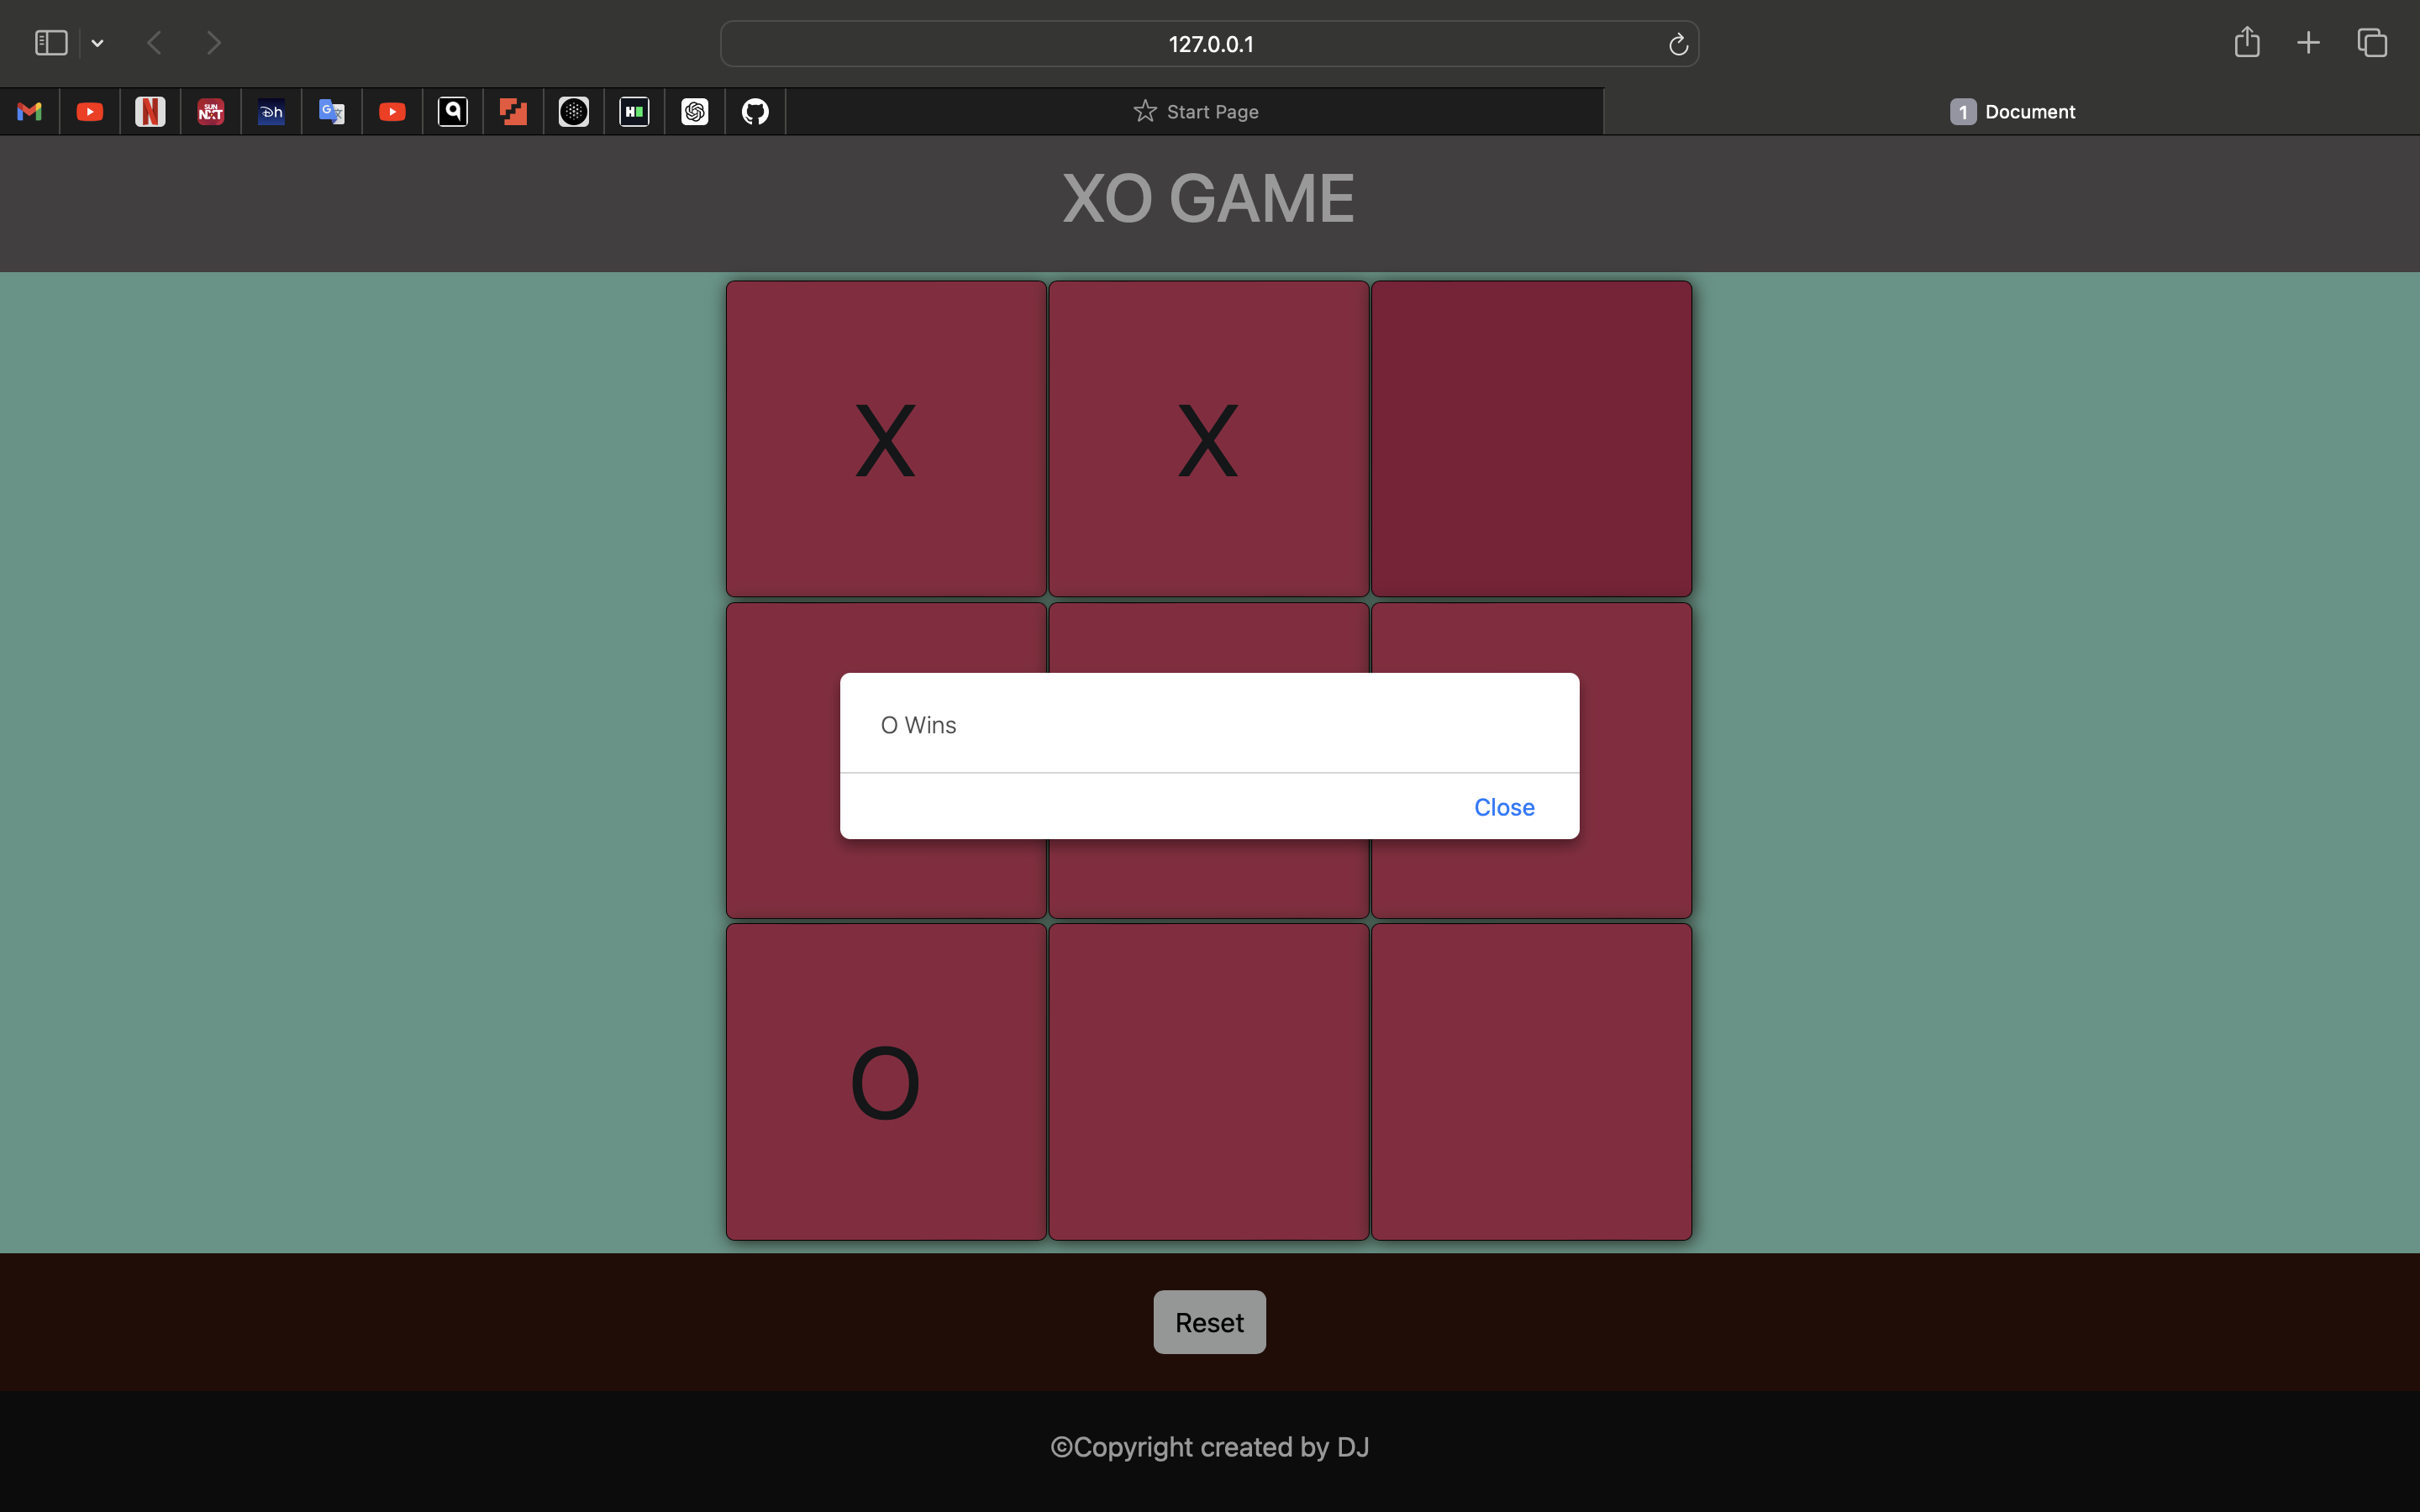 127.0.0.1
Start Page
1 Document
XO GAME
X X
O Wins
Close
O
Reset
©Copyright created by DJ